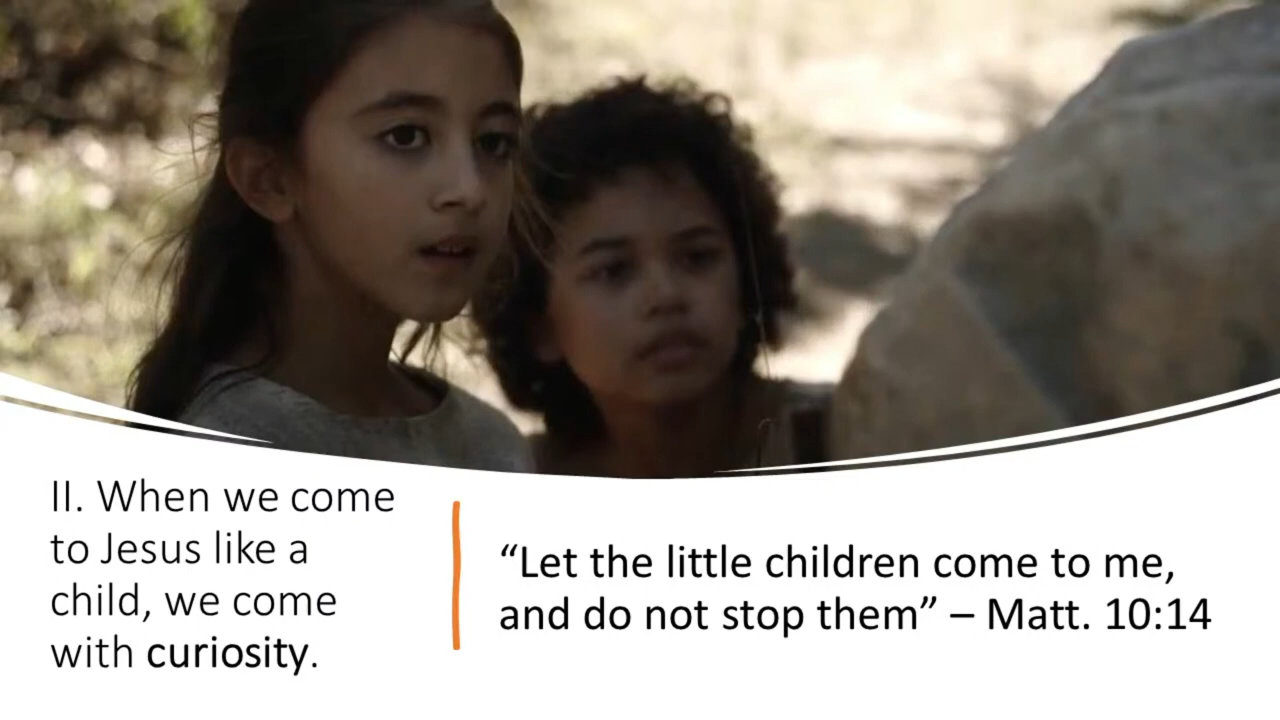 II. When we come
to Jesus like a
child, we come
with curiosity.
“Let the little children come to me,
and do not stop them” – Matt. 10:14